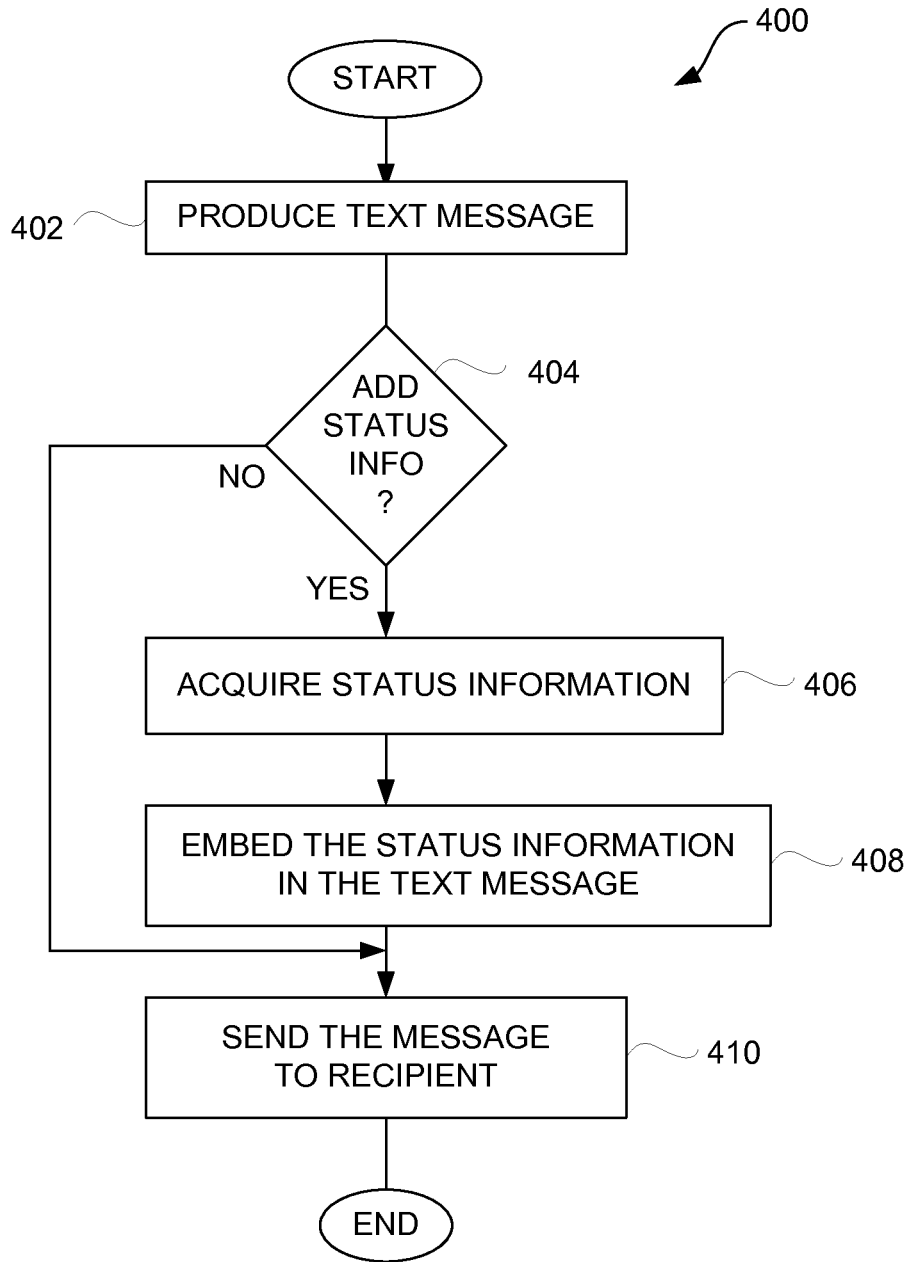 400
START
402
PRODUCE TEXT MESSAGE
404
ADD
STATUS
INFO
?
NO
YES
ACQUIRE STATUS INFORMATION
406
EMBED THE STATUS INFORMATION
IN THE TEXT MESSAGE
408
SEND THE MESSAGE
TO RECIPIENT
410
END